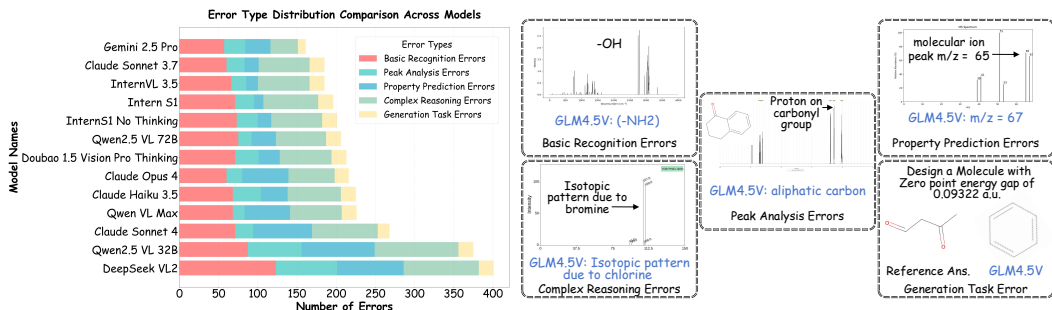 Error Type Distribution Comparison Across Models
Model Names
Gemini 2.5 Pro
Claude Sonnet 3.7
InternVL 3.5
Intern S1
InternS1 No Thinking
Qwen2.5 VL 72B
Doubao 1.5 Vision Pro Thinking
Claude Opus 4
Claude Haiku 3.5
Qwen VL Max
Claude Sonnet 4
Qwen2.5 VL 32B
DeepSeek VL2
0 50 100 150 200 250 300 350 400
Number of Errors
Error Types
Basic Recognition Errors
Peak Analysis Errors
Property Prediction Errors
Complex Reasoning Errors
Generation Task Errors
-OH
GLM4.5V: (-NH2)
Basic Recognition Errors
Isotopic
pattern due to
bromine
Intensity
GLM4.5V: Isotopic pattern
due to chlorine
Complex Reasoning Errors
Proton on
carbonyl
group
GLM4.5V: aliphatic carbon
Peak Analysis Errors
molecular ion
peak m/z = 65
GLM4.5V: m/z = 67
Property Prediction Errors
Design a Molecule with
Zero point energy gap of
0.09322 a.u.
Reference Ans.
GLM4.5V
Generation Task Error